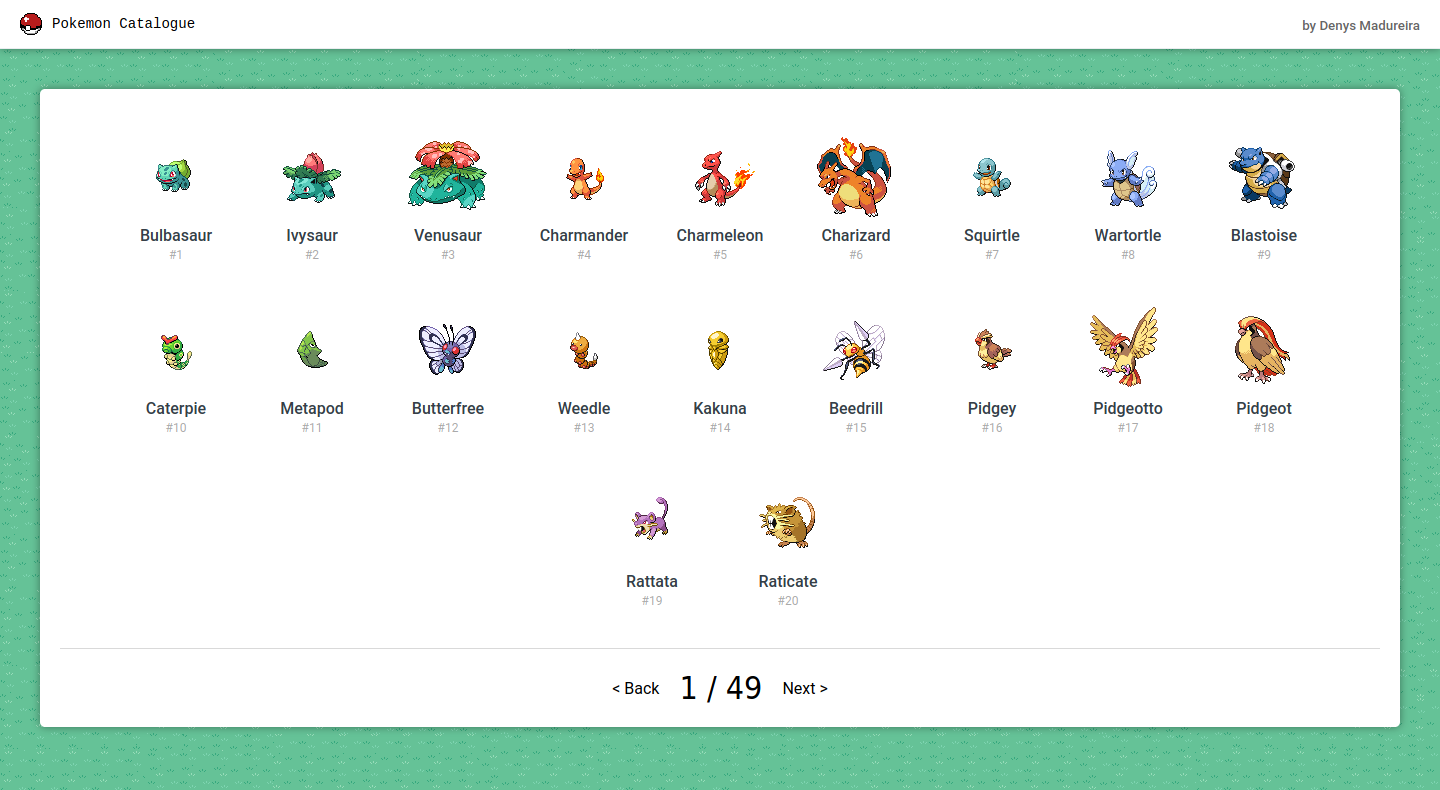 Pokemon Catalogue
by Denys Madureira
Bulbasaur Ivysaur Venusaur Charmander Charmeleon Charizard Squirtle Wartortle Blastoise
#1 #2 #3 #4 #5 #6 #7 #8 #9
Caterpie Metapod Butterfree Weedle Kakuna Beedrill Pidgey Pidgeotto Pidgeot
#10 #11 #12 #13 #14 #15 #16 #17 #18
Rattata Raticate
#19 #20
< Back 1 / 49 Next >